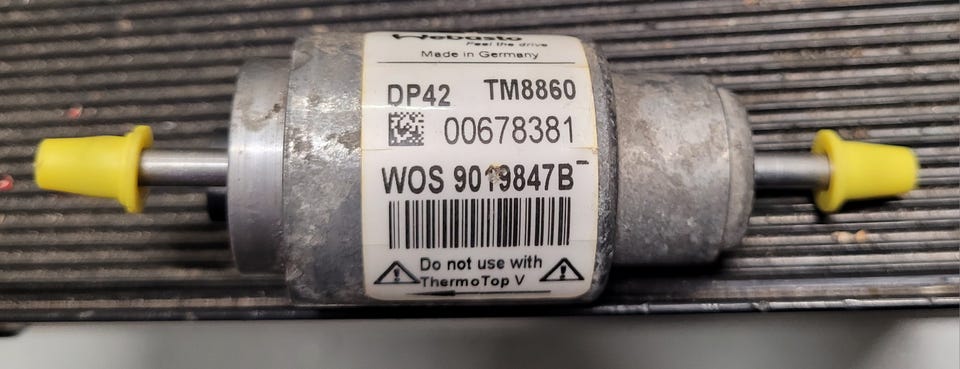 Webasto
Feel the drive
Made in Germany
DP42 TM8860
00678381
WOS 9019847B
Do not use with
ThermoTop V